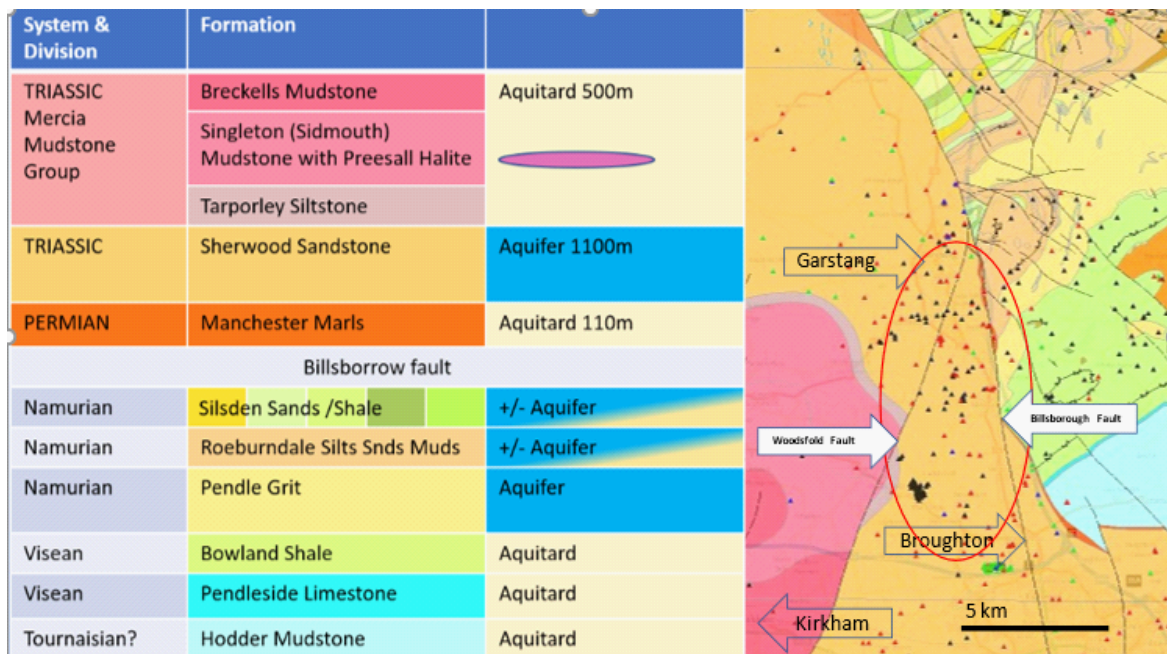 System &
Division
Formation
TRIASSIC
Mercia
Mudstone
Group
Breckells Mudstone
Aquitard 500m
Singleton (Sidmouth)
Mudstone with Preesall Halite
Tarporley Siltstone
TRIASSIC
Sherwood Sandstone
Aquifer 1100m
PERMIAN
Manchester Marls
Aquitard 110m
Billsborrow fault
Namurian
Silsden Sands /Shale
+/- Aquifer
Namurian
Roeburndale Silts Snds Muds
+/- Aquifer
Namurian
Pendle Grit
Aquifer
Visean
Bowland Shale
Aquitard
Visean
Pendleside Limestone
Aquitard
Tournaisian?
Hodder Mudstone
Aquitard
Garstang
Billsborough Fault
Woodsfold Fault
Broughton
Kirkham
5 km